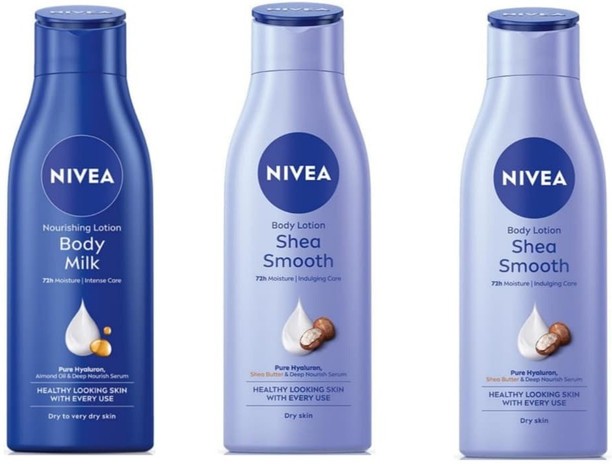 NIVEA
NIVEA
Nourishing Lotion
Body
Milk
72h Moisture | Intense Care
Pure Hyaluron,
Almond Oil & Deep Nourish Serum
HEALTHY LOOKING SKIN
WITH EVERY USE
Dry to very dry skin
NIVEA
NIVEA
Body Lotion
Shea
Smooth
72h Moisture | Indulging Care
Pure Hyaluron,
Shea Butter & Deep Nourish Serum
HEALTHY LOOKING SKIN
WITH EVERY USE
Dry skin
NIVEA
NIVEA
Body Lotion
Shea
Smooth
72h Moisture | Indulging Care
Pure Hyaluron,
Shea Butter & Deep Nourish Serum
HEALTHY LOOKING SKIN
WITH EVERY USE
Dry skin